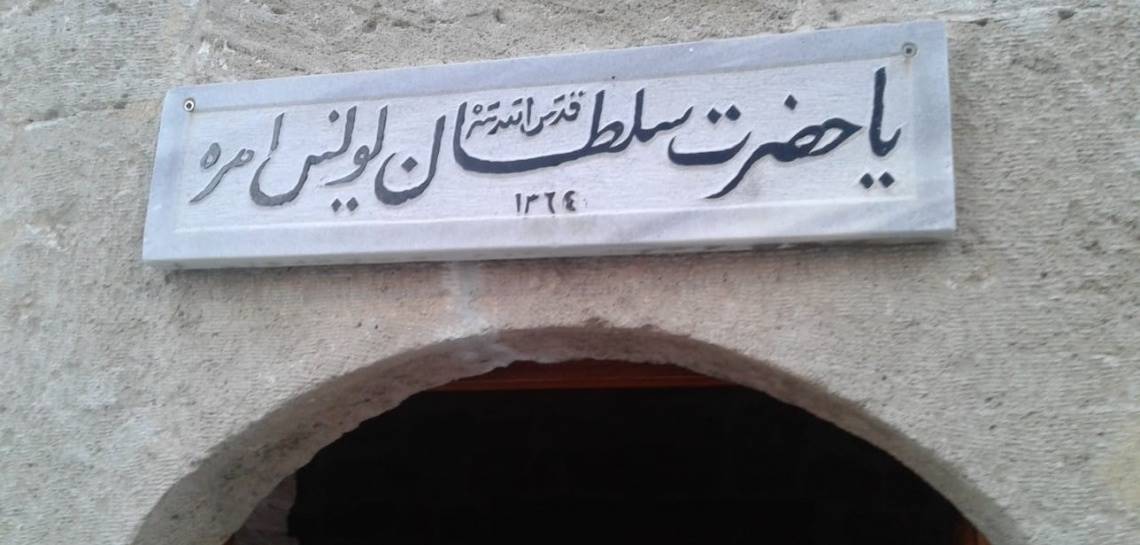 یا حضرت سلطان یونس امره
قدس الله سره
١٣٦٤